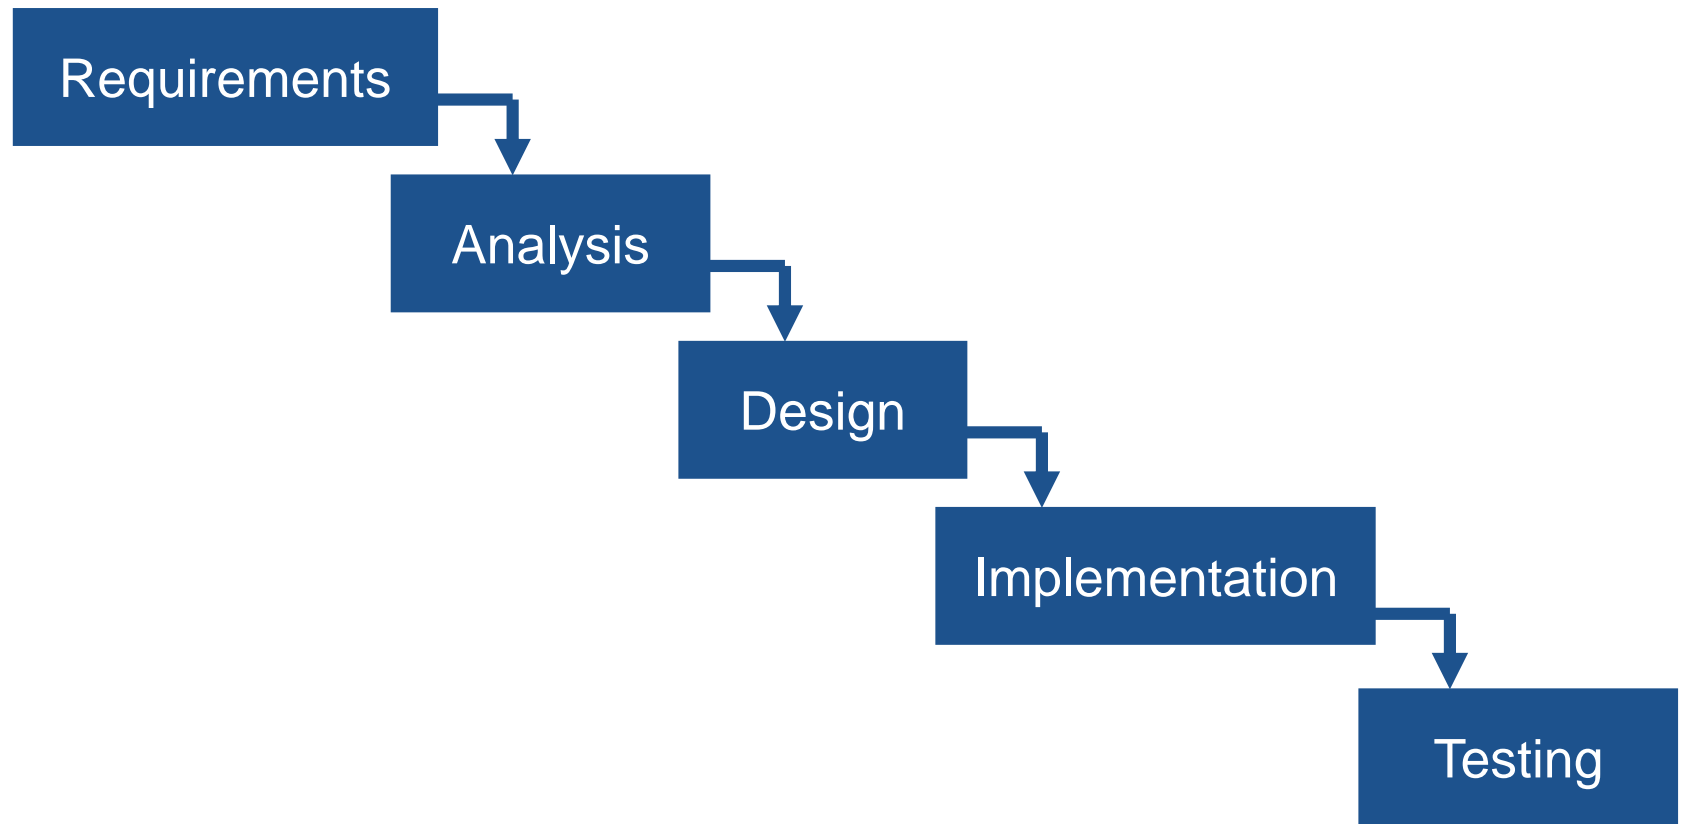 Requirements
Analysis
Design
Implementation
Testing